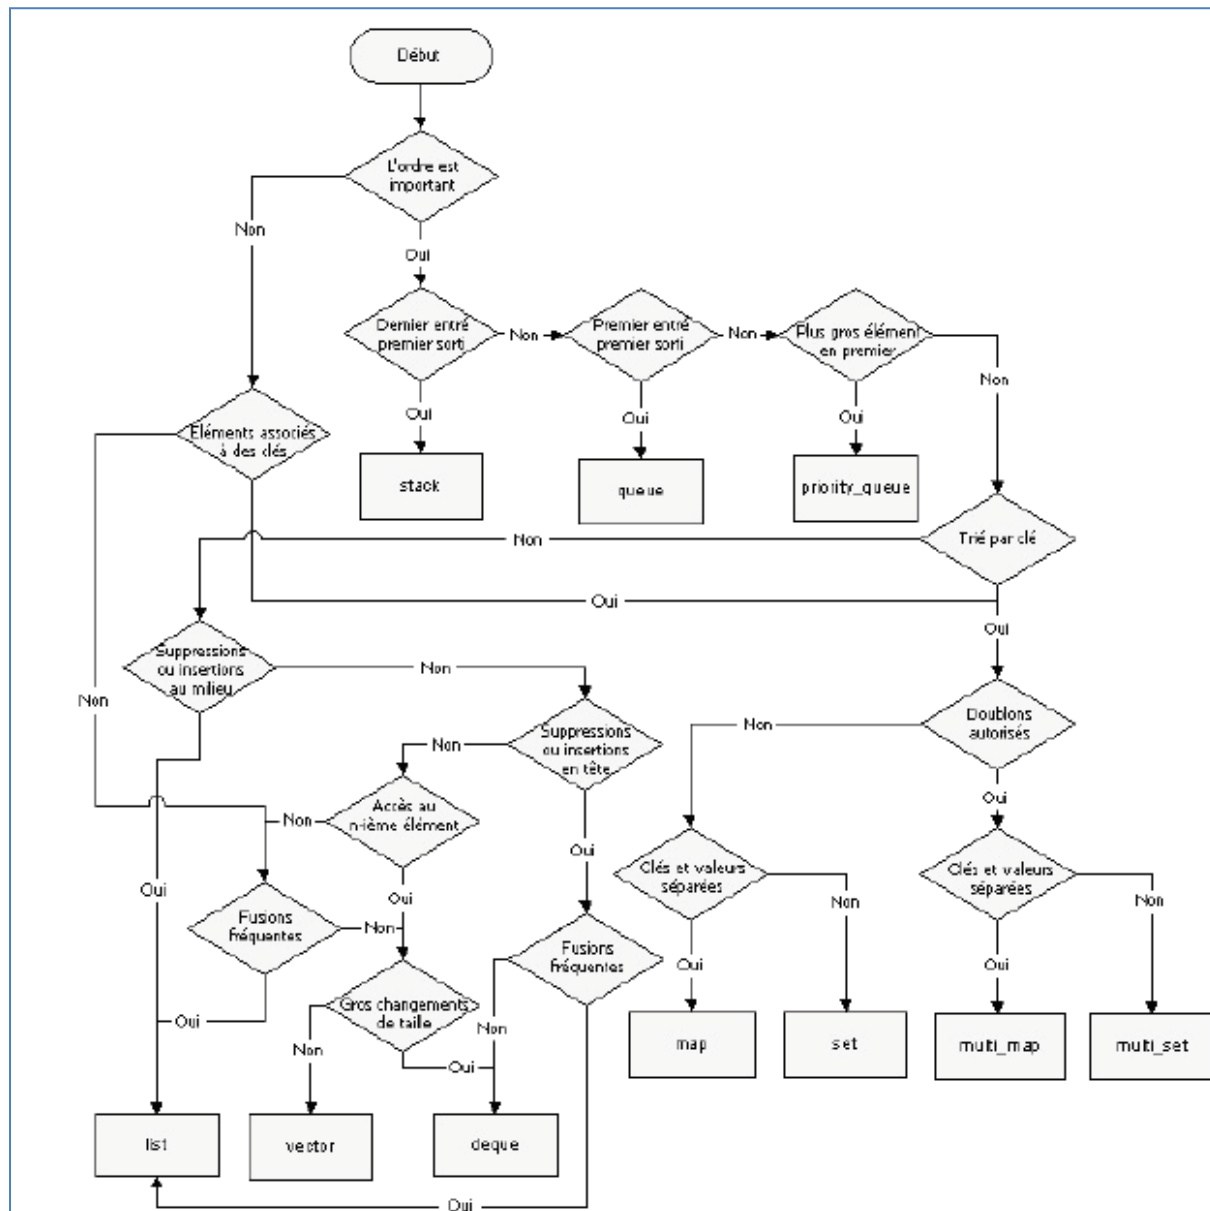 Début
L'ordre est
important
Non
Oui
Dernier entré
premier sorti
Non
Premier entré
premier sorti
Non
Plus gros élément
en premier
Non
Oui
Oui
Oui
Eléments associés
à des clés
stack
queue
priority_queue
Trié par clé
Non
Oui
Oui
Suppressions
ou insertions
au milieu
Non
Non
Suppressions
ou insertions
en tête
Non
Doublons
autorisés
Non
Accès au
n-ième élément
Non
Oui
Oui
Clés et valeurs
séparées
Clés et valeurs
séparées
Oui
Oui
Non
Non
Fusions
fréquentes
Non
Fusions
fréquentes
Oui
Oui
Gros changements
de taille
Oui
Non
Non
Oui
map
set
multi_map
multi_set
list
vector
deque
Oui